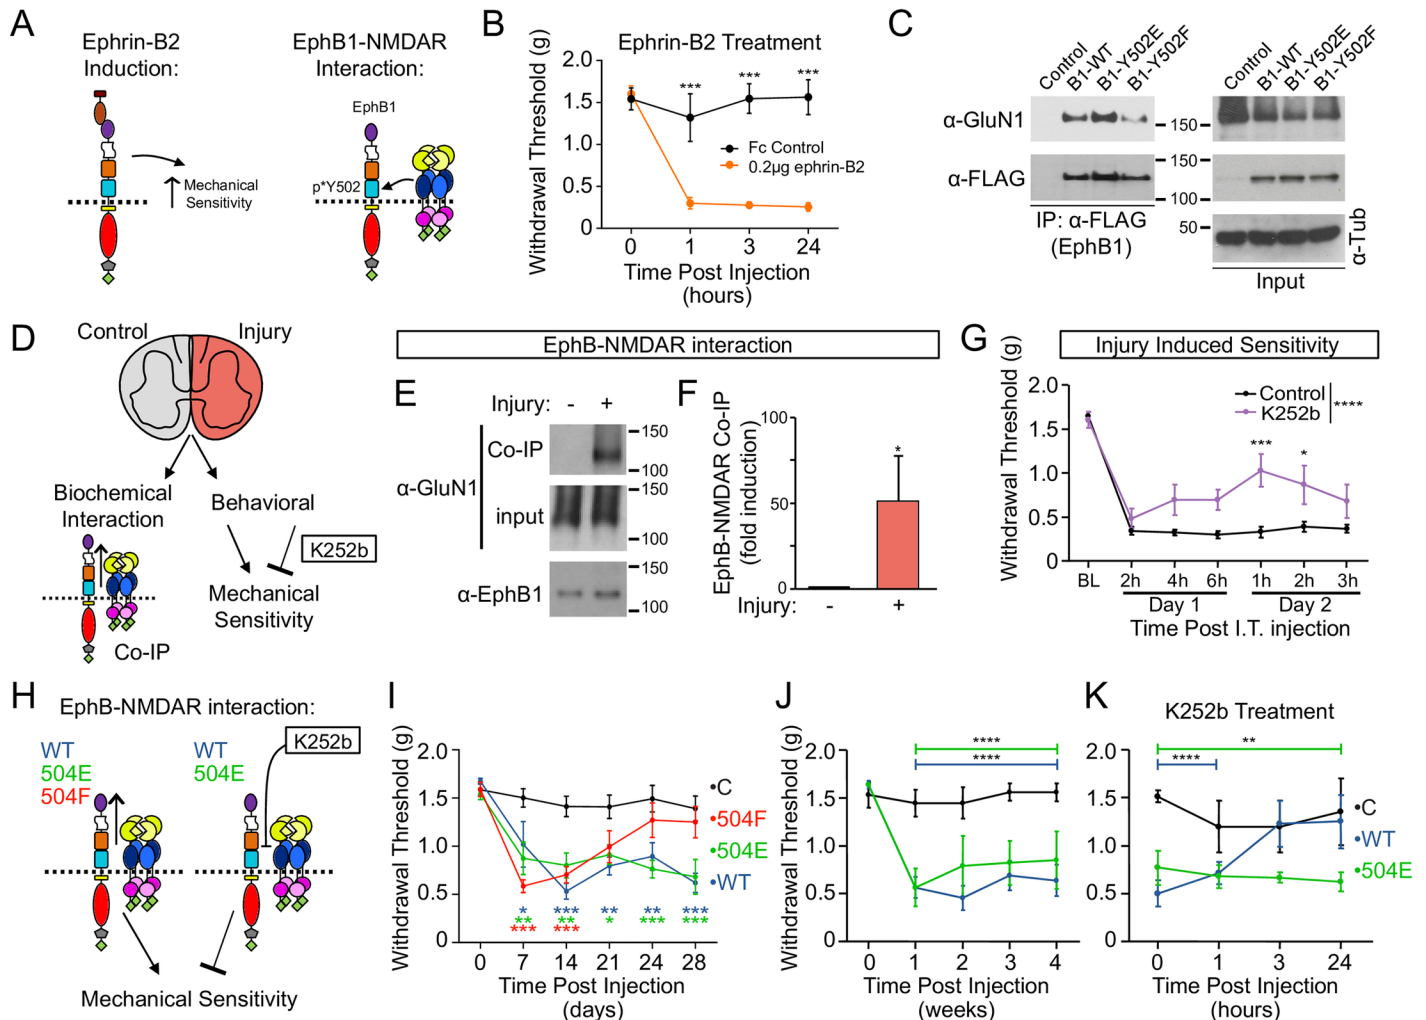 A
Ephrin-B2
Induction:
EphB1-NMDAR
Interaction:
EphB1
p*Y502
Mechanical
Sensitivity
B
Ephrin-B2 Treatment
Withdrawal Threshold (g)
2.0
1.5
1.0
0.5
0
*** *** ***
Fc Control
0.2µg ephrin-B2
0 1 3 24
Time Post Injection
(hours)
C
Control
B1-WT
B1-Y502E
B1-Y502F
Control
B1-WT
B1-Y502E
B1-Y502F
α-GluN1
150
α-FLAG
150
100
50
α-Tub
IP: α-FLAG
(EphB1)
Input
D
Control
Injury
Biochemical
Interaction
Behavioral
K252b
Mechanical
Sensitivity
Co-IP
EphB-NMDAR interaction
E
Injury: - +
α-GluN1
Co-IP
150
100
input
150
100
α-EphB1
150
100
F
EphB-NMDAR Co-IP
(fold induction)
100
50
0
*
Injury: - +
G
Injury Induced Sensitivity
Withdrawal Threshold (g)
2.0
1.5
1.0
0.5
0
Control
K252b
****
*** *
BL 2h 4h 6h 1h 2h 3h
Day 1 Day 2
Time Post I.T. injection
H
EphB-NMDAR interaction:
K252b
WT
504E
504F
WT
504E
Mechanical Sensitivity
I
Withdrawal Threshold (g)
2.0
1.5
1.0
0.5
0
C
504F
504E
WT
* *** ** ** ***
** ** * *** ***
*** ***
0 7 14 21 24 28
Time Post Injection
(days)
J
Withdrawal Threshold (g)
2.0
1.5
1.0
0.5
0
****
****
0 1 2 3 4
Time Post Injection
(weeks)
K
K252b Treatment
2.0
1.5
1.0
0.5
0
**
****
C
WT
504E
0 1 3 24
Time Post Injection
(hours)